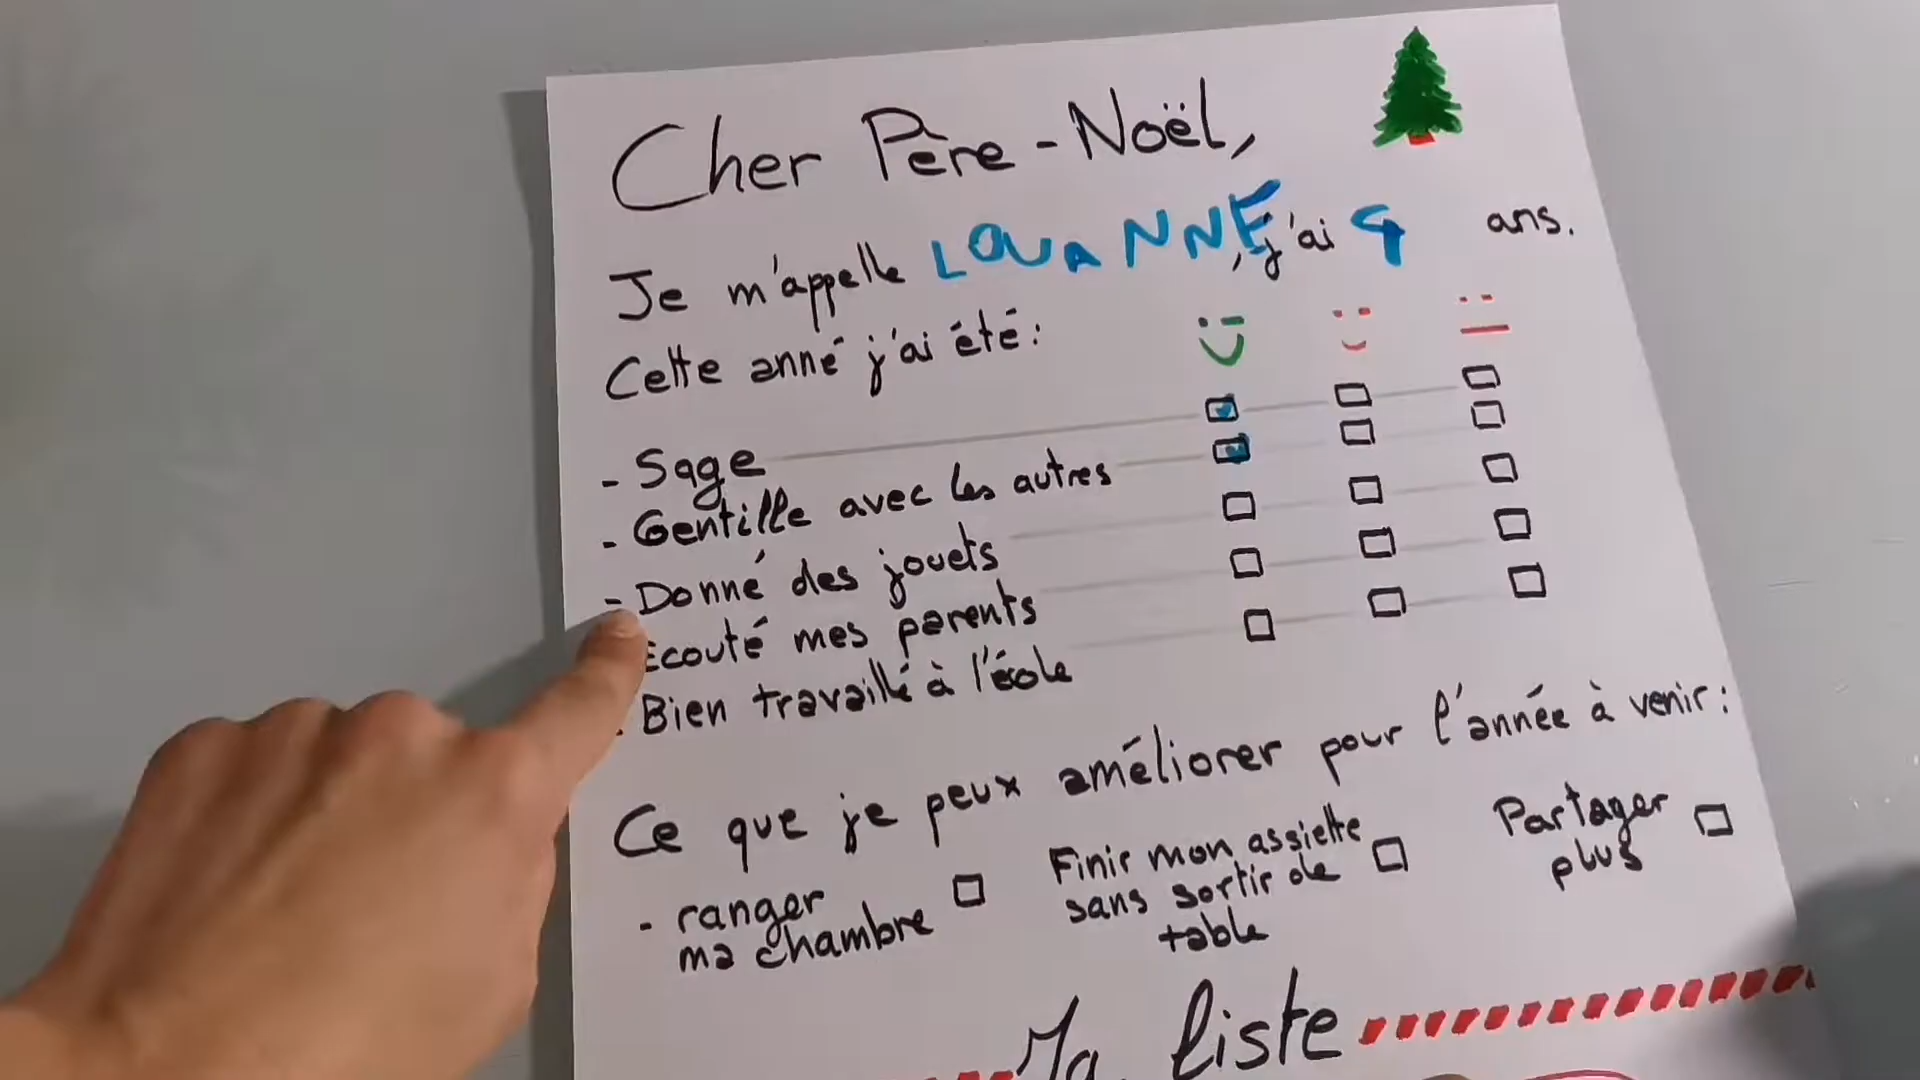 Cher Père-Noël,
Je m'appelle LOUANNE, j'ai 9 ans.
Cette anné j'ai été:
- Sage
- Gentille avec les autres
- Donné des jouets
Ecouté mes parents
- Bien travaillé à l'école
Ce que je peux améliorer pour l'année à venir:
- ranger
ma chambre
Finir mon assiette
sans sortir de
table
Partager
plus
Ma liste